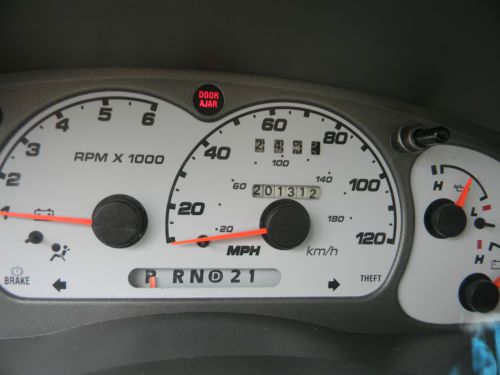 DOOR
AJAR
1 2 3 4 5 6
RPM X 1000
20 40 60 80 100 120
20 60 100 140 180
201312
MPH
km/h
P R N D 2 1
BRAKE
THEFT
H
L
H